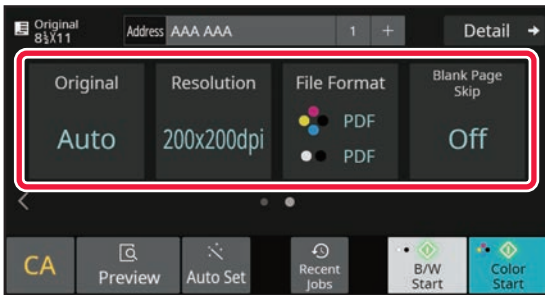 Original
8½X11
Address AAA AAA 1 +
Detail
Original
Auto
Resolution
200x200dpi
File Format
PDF
PDF
Blank Page
Skip
Off
CA
Preview
Auto Set
Recent
Jobs
B/W
Start
Color
Start